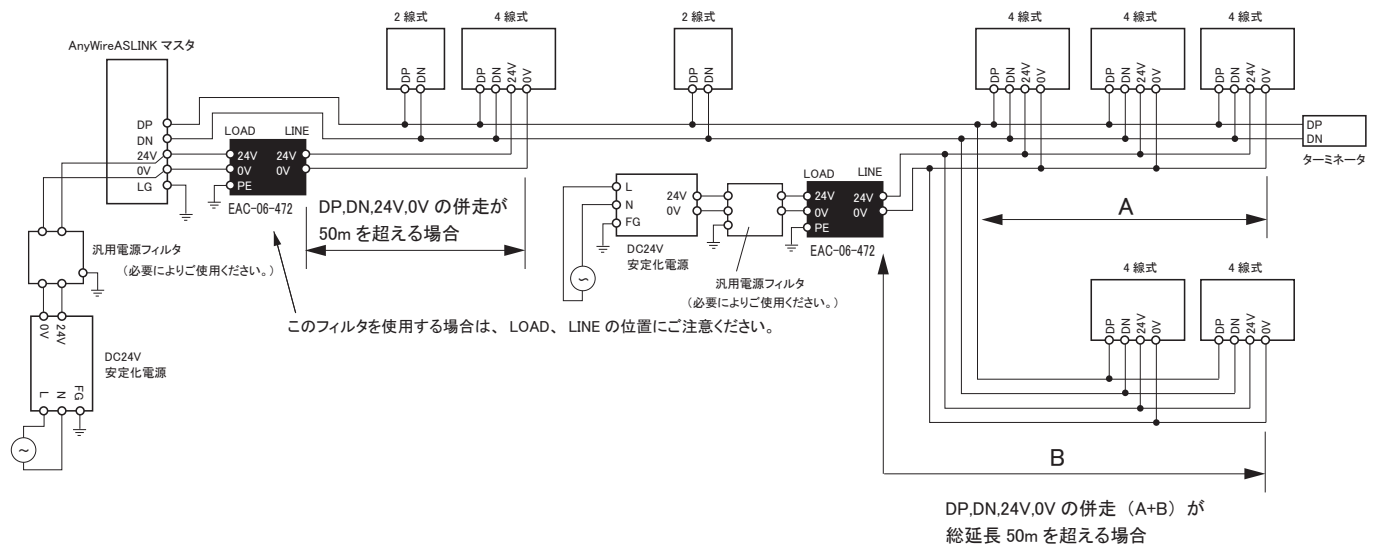 2 線式
4 線式
2 線式
4 線式
4 線式
4 線式
AnyWireASLINK マスタ
DP
DN
DP
DN
24V
0V
DP
DN
DP
DN
24V
0V
DP
DN
24V
0V
DP
DN
24V
0V
DP
DN
24V
0V
LG
LOAD
LINE
24V
24V
0V
0V
PE
EAC-06-472
DP
DN
ターミネータ
DP,DN,24V,0V の併走が
50m を超える場合
L
N
FG
24V
0V
DC24V
安定化電源
LOAD
LINE
24V
24V
0V
0V
PE
EAC-06-472
A
汎用電源フィルタ
（必要によりご使用ください。）
汎用電源フィルタ
（必要によりご使用ください。）
4 線式
4 線式
このフィルタを使用する場合は、LOAD、LINE の位置にご注意ください。
0V
24V
DC24V
安定化電源
L
N
FG
~
~
DP
DN
24V
0V
DP
DN
24V
0V
B
DP,DN,24V,0V の併走（A+B）が
総延長 50m を超える場合